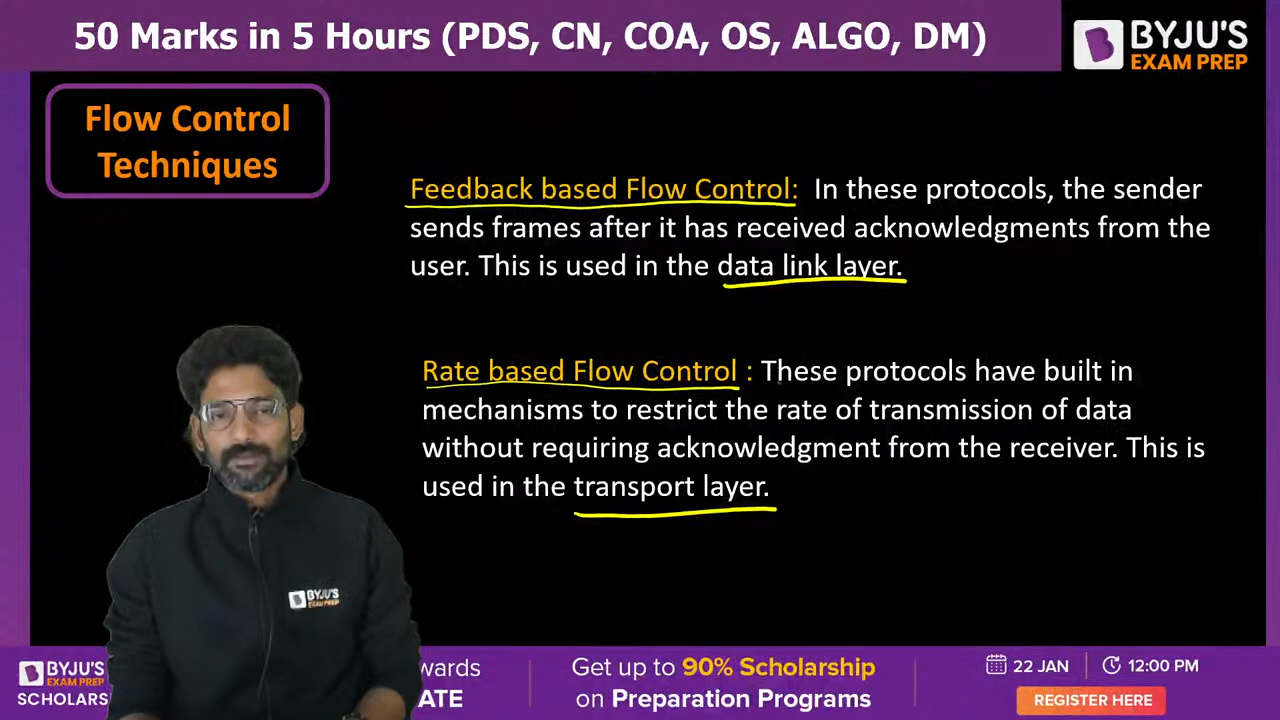 50 Marks in 5 Hours (PDS, CN, COA, OS, ALGO, DM)
BYJU'S
EXAM PREP
Flow Control
Techniques
Feedback based Flow Control: In these protocols, the sender
sends frames after it has received acknowledgments from the
user. This is used in the data link layer.
Rate based Flow Control : These protocols have built in
mechanisms to restrict the rate of transmission of data
without requiring acknowledgment from the receiver. This is
used in the transport layer.
BYJU'S
EXAM PREP
BYJU'S
EXAM PREP
SCHOLARS
wards
ATE
Get up to 90% Scholarship
on Preparation Programs
22 JAN
12:00 PM
REGISTER HERE